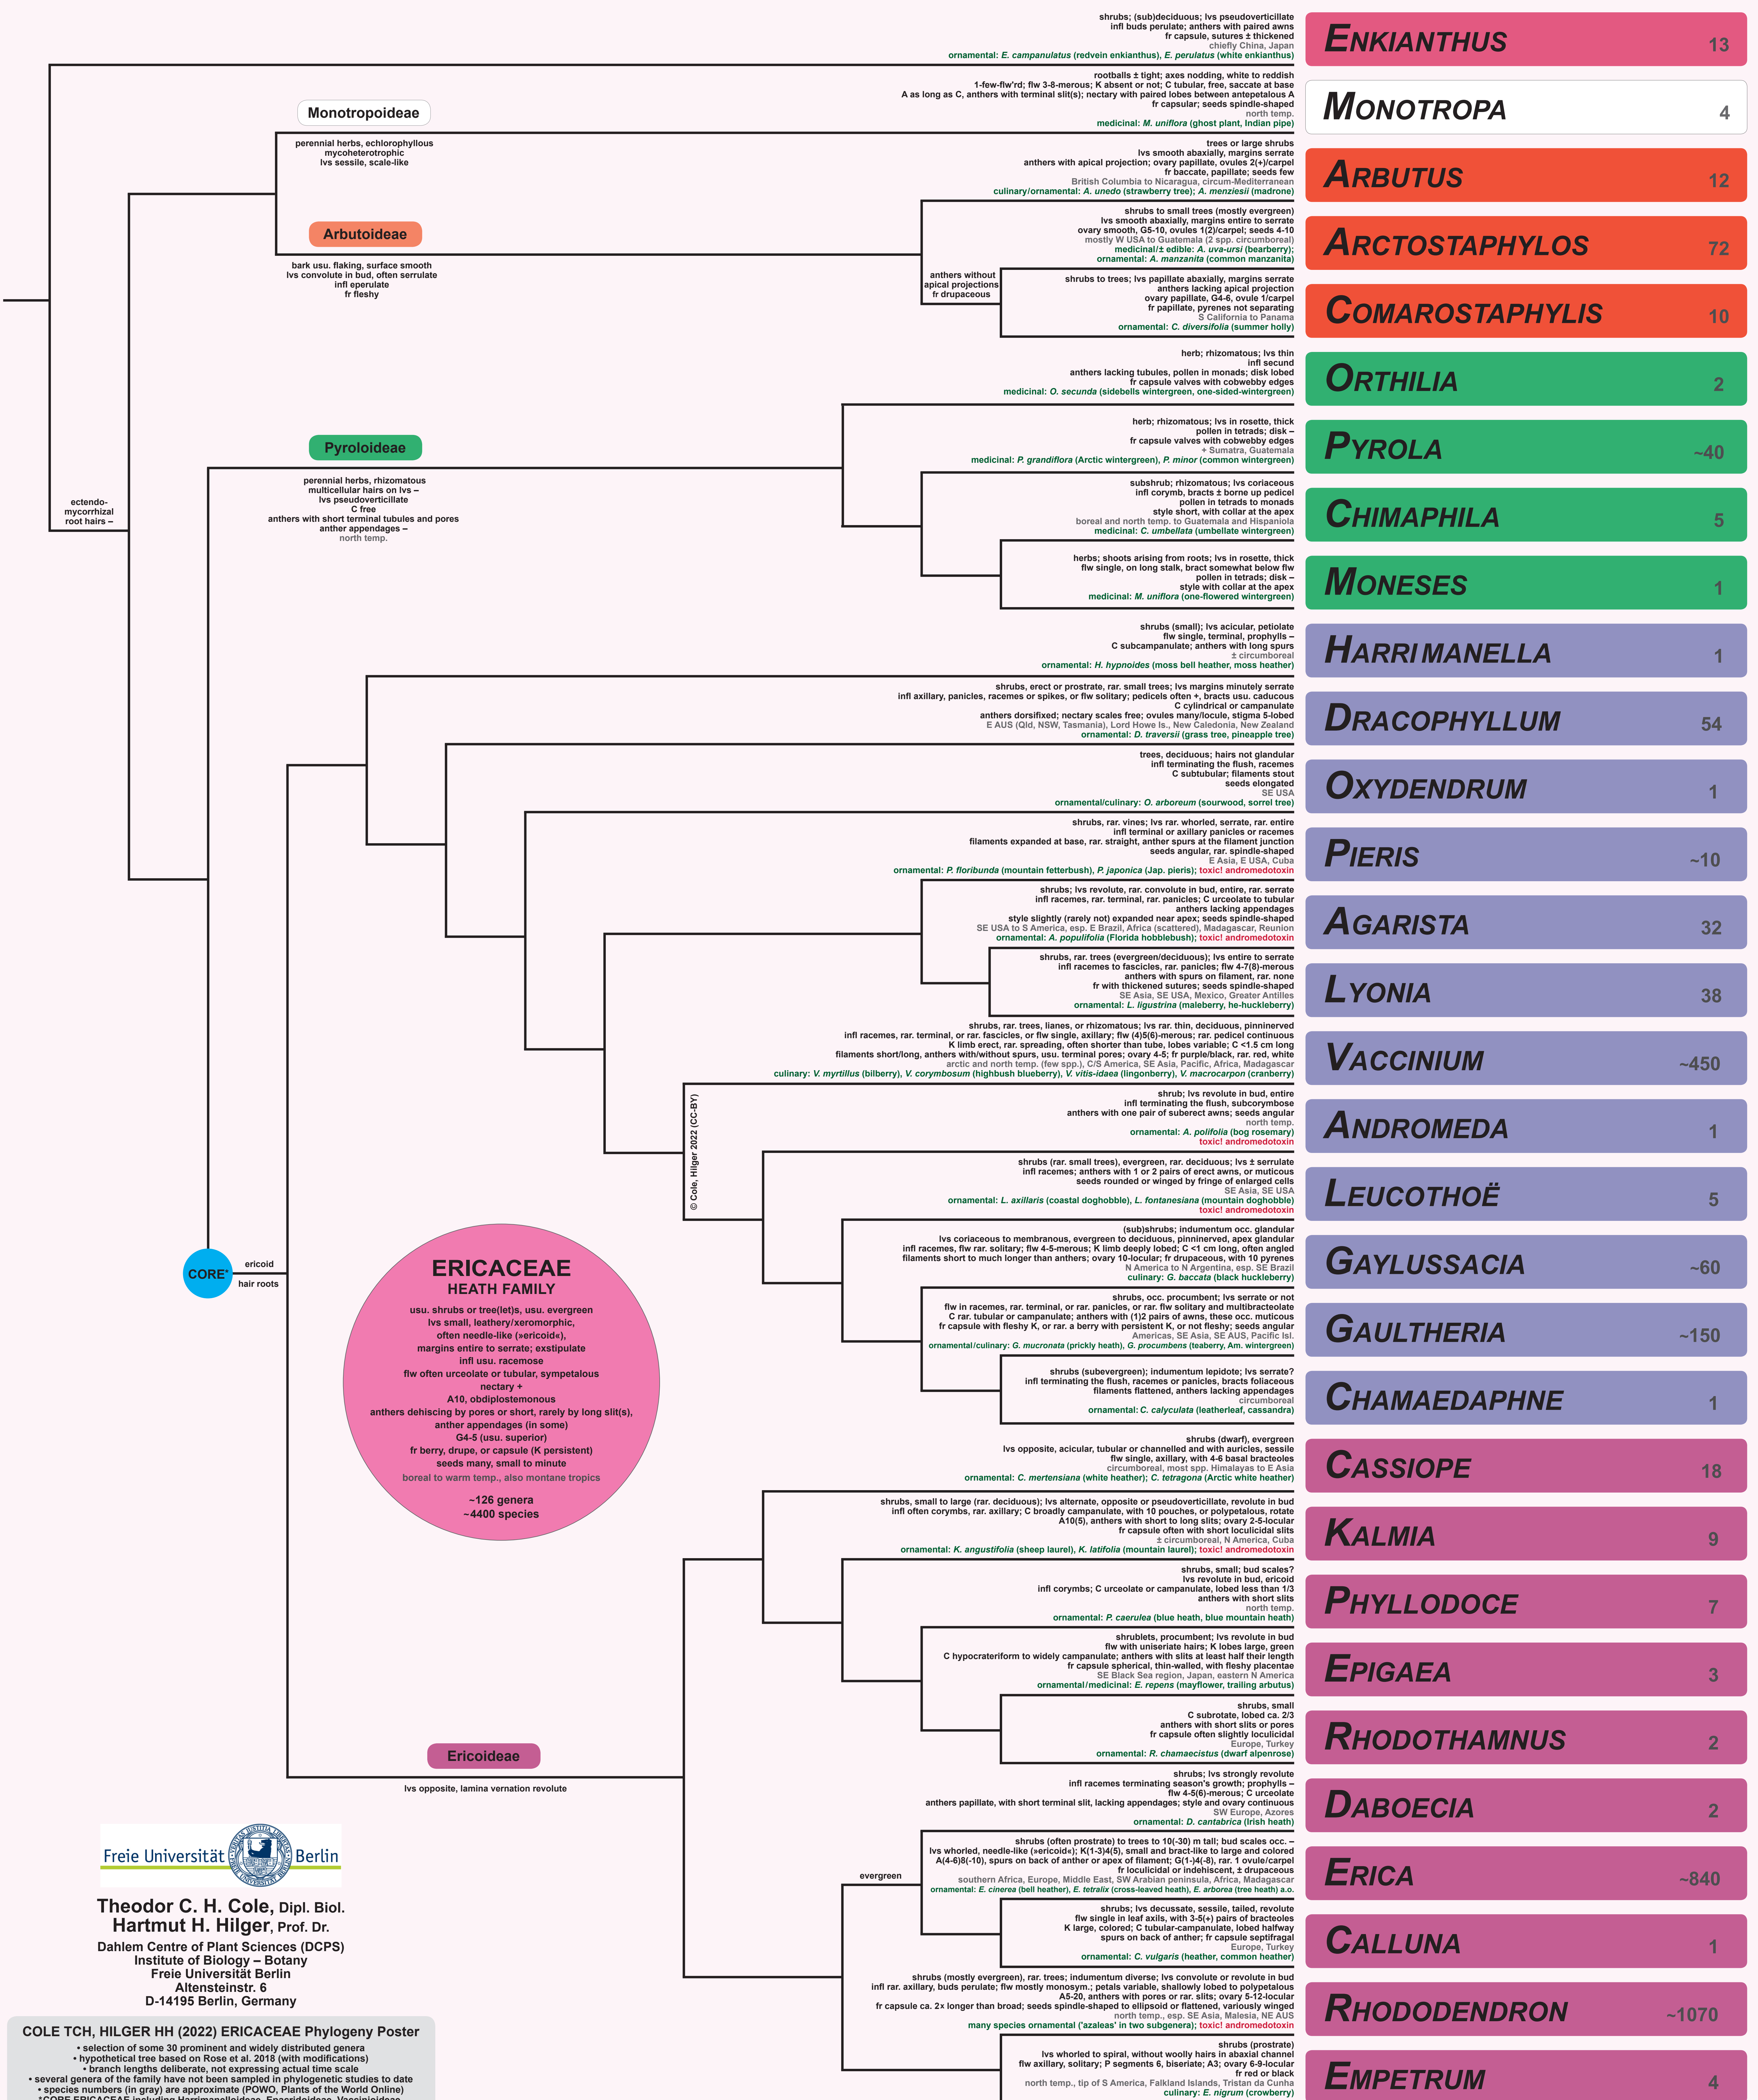 shrubs; (sub)deciduous; lvs pseudoverticillate
infl buds perulate; anthers with paired awns
fr capsule, sutures ± thickened
chiefly China, Japan
ornamental: E. campanulatus (redvein enkianthus), E. perulatus (white enkianthus)
ENKIANTHUS 13
rootballs ± tight; axes nodding, white to reddish
1-few-flw'rd; flw 3-8-merous; K absent or not; C tubular, free, saccate at base
A as long as C, anthers with terminal slit(s); nectary with paired lobes between antepetalous A
fr capsular; seeds spindle-shaped
north temp.
medicinal: M. uniflora (ghost plant, Indian pipe)
MONOTROPA 4
Monotropoideae
perennial herbs, echlorophyllous
mycoheterotrophic
lvs sessile, scale-like
trees or large shrubs
lvs smooth abaxially, margins serrate
anthers with apical projection; ovary papillate, ovules 2(+)/carpel
fr baccate, papillate; seeds few
British Columbia to Nicaragua, circum-Mediterranean
culinary/ornamental: A. unedo (strawberry tree); A. menziesii (madrone)
ARBUTUS 12
Arbutoideae
bark usu. flaking, surface smooth
lvs convolute in bud, often serrulate
infl eperulate
fr fleshy
shrubs to small trees (mostly evergreen)
lvs smooth abaxially, margins entire to serrate
ovary smooth, G5-10, ovules 1(2)/carpel; seeds 4-10
mostly W USA to Guatemala (2 spp. circumboreal)
medicinal/± edible: A. uva-ursi (bearberry);
ornamental: A. manzanita (common manzanita)
ARCTOSTAPHYLOS 72
anthers without
apical projections
fr drupaceous
shrubs to trees; lvs papillate abaxially, margins serrate
anthers lacking apical projection
ovary papillate, G4-6, ovule 1/carpel
fr papillate, pyrenes not separating
S California to Panama
ornamental: C. diversifolia (summer holly)
COMAROSTAPHYLIS 10
herb; rhizomatous; lvs thin
infl secund
anthers lacking tubules, pollen in monads; disk lobed
fr capsule valves with cobwebby edges
medicinal: O. secunda (sidebells wintergreen, one-sided-wintergreen)
ORTHILIA 2
Pyroloideae
perennial herbs, rhizomatous
multicellular hairs on lvs –
lvs pseudoverticillate
C free
anthers with short terminal tubules and pores
anther appendages –
north temp.
herb; rhizomatous; lvs in rosette, thick
pollen in tetrads; disk –
fr capsule valves with cobwebby edges
+ Sumatra, Guatemala
medicinal: P. grandiflora (Arctic wintergreen), P. minor (common wintergreen)
PYROLA ~40
ectendo-
mycorrhizal
root hairs –
subshrub; rhizomatous; lvs coriaceous
infl corymb, bracts ± borne up pedicel
pollen in tetrads to monads
style short, with collar at the apex
boreal and north temp. to Guatemala and Hispaniola
medicinal: C. umbellata (umbellate wintergreen)
CHIMAPHILA 5
herbs; shoots arising from roots; lvs in rosette, thick
flw single, on long stalk, bract somewhat below flw
pollen in tetrads; disk –
style with collar at the apex
medicinal: M. uniflora (one-flowered wintergreen)
MONESES 1
shrubs (small); lvs acicular, petiolate
flw single, terminal, prophylls –
C subcampanulate; anthers with long spurs
± circumboreal
ornamental: H. hypnoides (moss bell heather, moss heather)
HARRIMANELLA 1
shrubs, erect or prostrate, rar. small trees; lvs margins minutely serrate
infl axillary, panicles, racemes or spikes, or flw solitary; pedicels often +, bracts usu. caducous
C cylindrical or campanulate
anthers dorsifixed; nectary scales free; ovules many/locule, stigma 5-lobed
E AUS (Qld, NSW, Tasmania), Lord Howe Is., New Caledonia, New Zealand
ornamental: D. traversii (grass tree, pineapple tree)
DRACOPHYLLUM 54
trees, deciduous; hairs not glandular
infl terminating the flush, racemes
C subtubular; filaments stout
seeds elongated
SE USA
ornamental/culinary: O. arboreum (sourwood, sorrel tree)
OXYDENDRUM 1
shrubs, rar. vines; lvs rar. whorled, serrate, rar. entire
infl terminal or axillary panicles or racemes
filaments expanded at base, rar. straight, anther spurs at the filament junction
seeds angular, rar. spindle-shaped
E Asia, E USA, Cuba
ornamental: P. floribunda (mountain fetterbush), P. japonica (Jap. pieris); toxic! andromedotoxin
PIERIS ~10
shrubs; lvs revolute, rar. convolute in bud, entire, rar. serrate
infl racemes, rar. terminal, rar. panicles; C urceolate to tubular
anthers lacking appendages
style slightly (rarely not) expanded near apex; seeds spindle-shaped
SE USA to S America, esp. E Brazil, Africa (scattered), Madagascar, Reunion
ornamental: A. populifolia (Florida hobblebush); toxic! andromedotoxin
AGARISTA 32
shrubs, rar. trees (evergreen/deciduous); lvs entire to serrate
infl racemes to fascicles, rar. panicles; flw 4-7(8)-merous
anthers with spurs on filament, rar. none
fr with thickened sutures; seeds spindle-shaped
SE Asia, SE USA, Mexico, Greater Antilles
ornamental: L. ligustrina (maleberry, he-huckleberry)
LYONIA 38
shrubs, rar. trees, lianes, or rhizomatous; lvs rar. thin, deciduous, pinninerved
infl racemes, rar. terminal, or rar. fascicles, or flw single, axillary; flw (4)5(6)-merous; rar. pedicel continuous
K limb erect, rar. spreading, often shorter than tube, lobes variable; C <1.5 cm long
filaments short/long, anthers with/without spurs, usu. terminal pores; ovary 4-5; fr purple/black, rar. red, white
arctic and north temp. (few spp.), C/S America, SE Asia, Pacific, Africa, Madagascar
culinary: V. myrtillus (bilberry), V. corymbosum (highbush blueberry), V. vitis-idaea (lingonberry), V. macrocarpon (cranberry)
VACCINIUM ~450
© Cole, Hilger 2022 (CC-BY)
shrub; lvs revolute in bud, entire
infl terminating the flush, subcorymbose
anthers with one pair of suberect awns; seeds angular
north temp.
ornamental: A. polifolia (bog rosemary)
toxic! andromedotoxin
ANDROMEDA 1
shrubs (rar. small trees), evergreen, rar. deciduous; lvs ± serrulate
infl racemes; anthers with 1 or 2 pairs of erect awns, or muticous
seeds rounded or winged by fringe of enlarged cells
SE Asia, SE USA
ornamental: L. axillaris (coastal doghobble), L. fontanesiana (mountain doghobble)
toxic! andromedotoxin
LEUCOTHOË 5
(sub)shrubs; indumentum occ. glandular
lvs coriaceous to membranous, evergreen to deciduous, pinnerved, apex glandular
infl racemes, flw rar. solitary; flw 4-5-merous; K limb deeply lobed; C <1 cm long, often angled
filaments short to much longer than anthers; ovary 10-locular; fr drupaceous, with 10 pyrenes
N America to N Argentina, esp. SE Brazil
culinary: G. baccata (black huckleberry)
GAYLUSSACIA ~60
CORE*
ericoid
hair roots
shrubs, occ. procumbent; lvs serrate or not
flw in racemes, rar. terminal, or rar. panicles, or rar. flw solitary and multibracteolate
C rar. tubular or campanulate; anthers with (1)2 pairs of awns, these occ. muticous
fr capsule with fleshy K, or rar. a berry with persistent K, or not fleshy; seeds angular
Americas, SE Asia, SE AUS, Pacific Isl.
ornamental/culinary: G. mucronata (prickly heath), G. procumbens (teaberry, Am. wintergreen)
GAULTHERIA ~150
shrubs (subevergreen); indumentum lepidote; lvs serrate?
infl terminating the flush, racemes or panicles, bracts foliaceous
filaments flattened, anthers lacking appendages
circumboreal
ornamental: C. calyculata (leatherleaf, cassandra)
CHAMAEDAPHNE 1
ERICACEAE
HEATH FAMILY
usu. shrubs or tree(let)s, usu. evergreen
lvs small, leathery/xeromorphic,
often needle-like (»ericoid«),
margins entire to serrate; exstipulate
infl usu. racemose
flw often urceolate or tubular, sympetalous
nectary +
A10, obdiplostemonous
anthers dehiscing by pores or short, rarely by long slit(s),
anther appendages (in some)
G4-5 (usu. superior)
fr berry, drupe, or capsule (K persistent)
seeds many, small to minute
boreal to warm temp., also montane tropics
~126 genera
~4400 species
shrubs (dwarf), evergreen
lvs opposite, acicular, tubular or channelled and with auricles, sessile
flw single, axillary, with 4-6 basal bracteoles
circumboreal, most spp. Himalayas to E Asia
ornamental: C. mertensiana (white heather); C. tetragona (Arctic white heather)
CASSIOPE 18
shrubs, small to large (rar. deciduous); lvs alternate, opposite or pseudoverticillate, revolute in bud
infl often corymbs, rar. axillary; C broadly campanulate, with 10 pouches, or polypetalous, rotate
A10(5), anthers with short to long slits; ovary 2-5-locular
fr capsule often with short loculicidal slits
± circumboreal, N America, Cuba
ornamental: K. angustifolia (sheep laurel), K. latifolia (mountain laurel); toxic! andromedotoxin
KALMIA 9
shrubs, small; bud scales?
lvs revolute in bud, ericoid
infl corymbs; C urceolate or campanulate, lobed less than 1/3
anthers with short slits
north temp.
ornamental: P. caerulea (blue heath, blue mountain heath)
PHYLLODOCE 7
shrublets, procumbent; lvs revolute in bud
flw with uniseriate hairs; K lobes large, green
C hypocrateriform to widely campanulate; anthers with slits at least half their length
fr capsule spherical, thin-walled, with fleshy placentae
SE Black Sea region, Japan, eastern N America
ornamental/medicinal: E. repens (mayflower, trailing arbutus)
EPIGAEA 3
shrubs, small
C subrotate, lobed ca. 2/3
anthers with short slits or pores
fr capsule often slightly loculicidal
Europe, Turkey
ornamental: R. chamaecistus (dwarf alpenrose)
RHODOTHAMNUS 2
Ericoideae
lvs opposite, lamina vernation revolute
shrubs; lvs strongly revolute
infl racemes terminating season's growth; prophylls –
flw 4-5(6)-merous; C urceolate
anthers papillate, with short terminal slit, lacking appendages; style and ovary continuous
SW Europe, Azores
ornamental: D. cantabrica (Irish heath)
DABOECIA 2
evergreen
shrubs (often prostrate) to trees to 10(-30) m tall; bud scales occ. –
lvs whorled, needle-like (»ericoid«); K(1-3)4(5), small and bract-like to large and colored
A(4-6)8(-10), spurs on back of anther or apex of filament; G(1-)4(-8), rar. 1 ovule/carpel
fr loculicidal or indehiscent, ± drupaceous
southern Africa, Europe, Middle East, SW Arabian peninsula, Africa, Madagascar
ornamental: E. cinerea (bell heather), E. tetralix (cross-leaved heath), E. arborea (tree heath) a.o.
ERICA ~840
shrubs; lvs decussate, sessile, tailed, revolute
flw single in leaf axils, with 3-5(+) pairs of bracteoles
K large, colored; C tubular-campanulate, lobed halfway
spurs on back of anther; fr capsule septifragal
Europe, Turkey
ornamental: C. vulgaris (heather, common heather)
CALLUNA 1
shrubs (mostly evergreen), rar. trees; indumentum diverse; lvs convolute or revolute in bud
infl rar. axillary, buds perulate; flw mostly monosym.; petals variable, shallowly lobed to polypetalous
A5-20, anthers with pores or rar. slits; ovary 5-12-locular
fr capsule ca. 2× longer than broad; seeds spindle-shaped to ellipsoid or flattened, variously winged
north temp., esp. SE Asia, Malesia, NE AUS
many species ornamental ('azaleas' in two subgenera); toxic! andromedotoxin
RHODODENDRON ~1070
shrubs (prostrate)
lvs whorled to spiral, without woolly hairs in abaxial channel
flw axillary, solitary; P segments 6, biseriate; A3; ovary 6-9-locular
fr red or black
north temp., tip of S America, Falkland Islands, Tristan da Cunha
culinary: E. nigrum (crowberry)
EMPETRUM 4
Freie Universität Berlin
Theodor C. H. Cole, Dipl. Biol.
Hartmut H. Hilger, Prof. Dr.
Dahlem Centre of Plant Sciences (DCPS)
Institute of Biology – Botany
Freie Universität Berlin
Altensteinstr. 6
D-14195 Berlin, Germany
COLE TCH, HILGER HH (2022) ERICACEAE Phylogeny Poster
• selection of some 30 prominent and widely distributed genera
• hypothetical tree based on Rose et al. 2018 (with modifications)
• branch lengths deliberate, not expressing actual time scale
• several genera of the family have not been sampled in phylogenetic studies to date
• species numbers (in gray) are approximate (POWO, Plants of the World Online)
*CORE ERICACEAE including Harrimanelloideae, Epacridoideae, Vaccinioideae